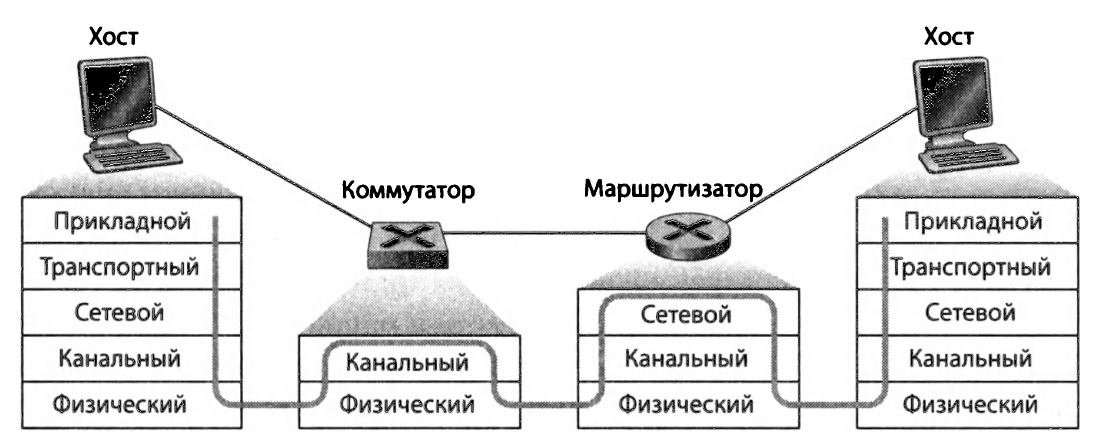 Хост
Хост
Коммутатор
Маршрутизатор
Прикладной
Транспортный
Сетевой
Канальный
Физический
Канальный
Физический
Сетевой
Канальный
Физический
Прикладной
Транспортный
Сетевой
Канальный
Физический